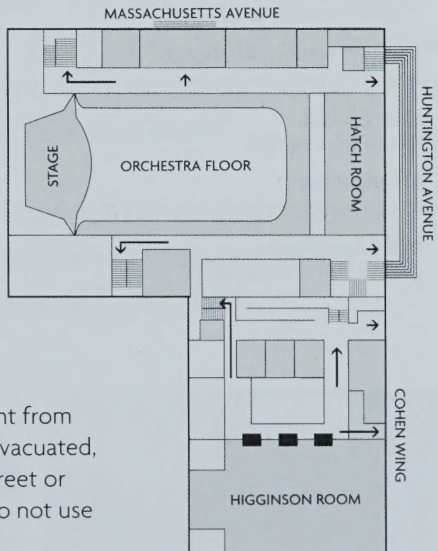 MASSACHUSETTS AVENUE
HUNTINGTON AVENUE
STAGE
ORCHESTRA FLOOR
HATCH ROOM
nt from
vacuated,
reet or
o not use
COHEN WING
HIGGINSON ROOM